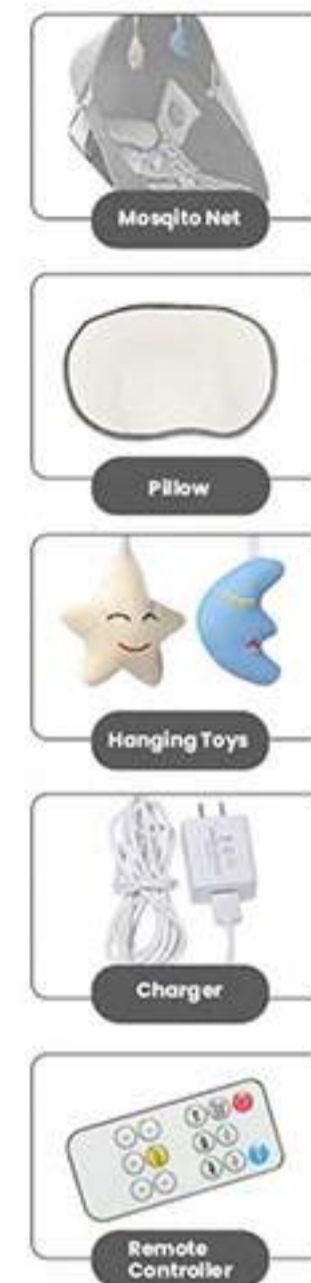 Mosqito Net
Pillow
Hanging Toys
Charger
Remote
Controller